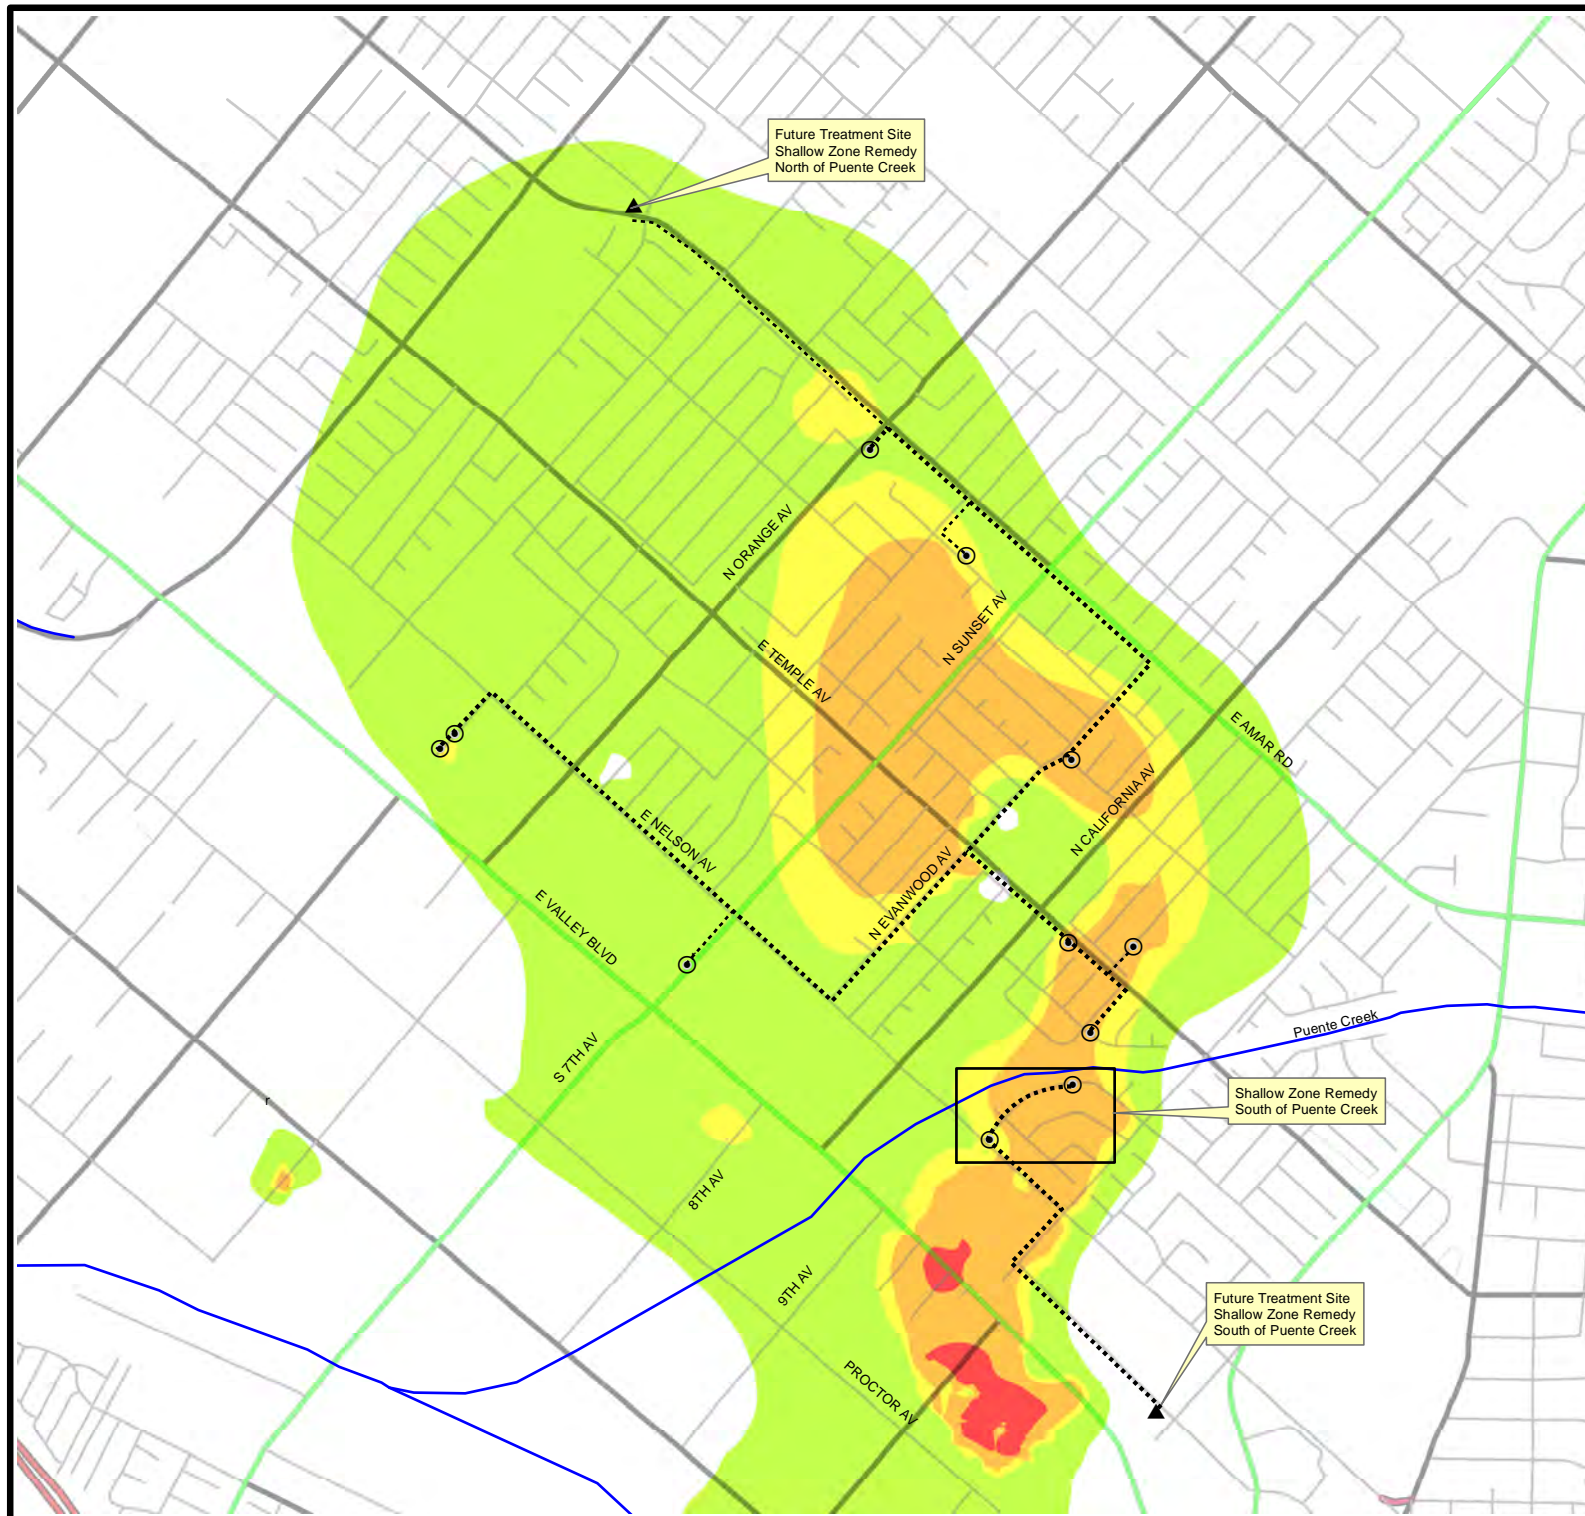 Future Treatment Site
Shallow Zone Remedy
North of Puente Creek
N ORANGE AV
N SUNSET AV
E TEMPLE AV
E AMAR RD
N CALIFORNIA AV
E NELSON AV
N EVANWOOD AV
E VALLEY BLVD
Puente Creek
S 7TH AV
Shallow Zone Remedy
South of Puente Creek
r
8TH AV
9TH AV
Future Treatment Site
Shallow Zone Remedy
South of Puente Creek
PROCTOR AV